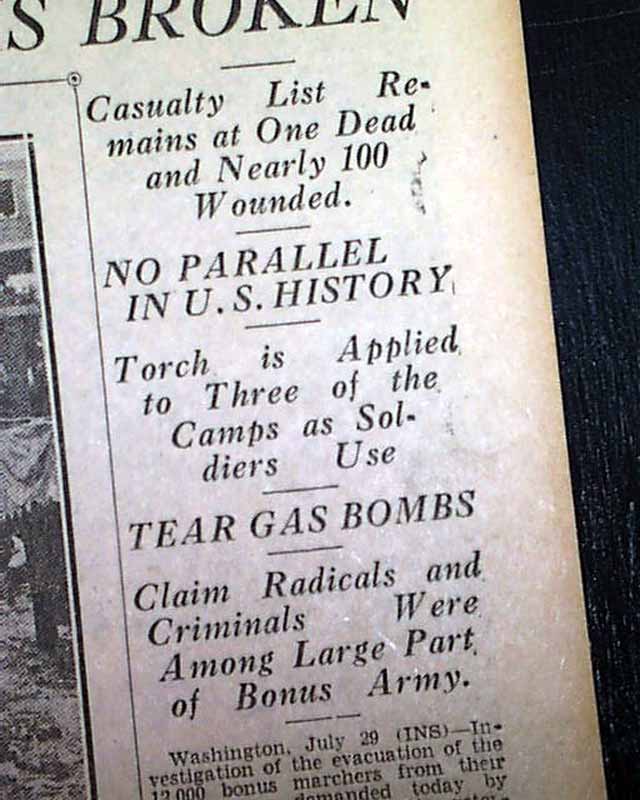 S BROKEN
Casualty List Re-
mains at One Dead
and Nearly 100
Wounded.
NO PARALLEL
IN U.S. HISTORY
Torch is Applied
to Three of the
Camps as Sol-
diers Use
TEAR GAS BOMBS
Claim Radicals and
Criminals Were
Among Large Part
of Bonus Army.
Washington, July 29 (INS)—In-
vestigation of the evacuation of the
12,000 bonus marchers from their
demanded today by